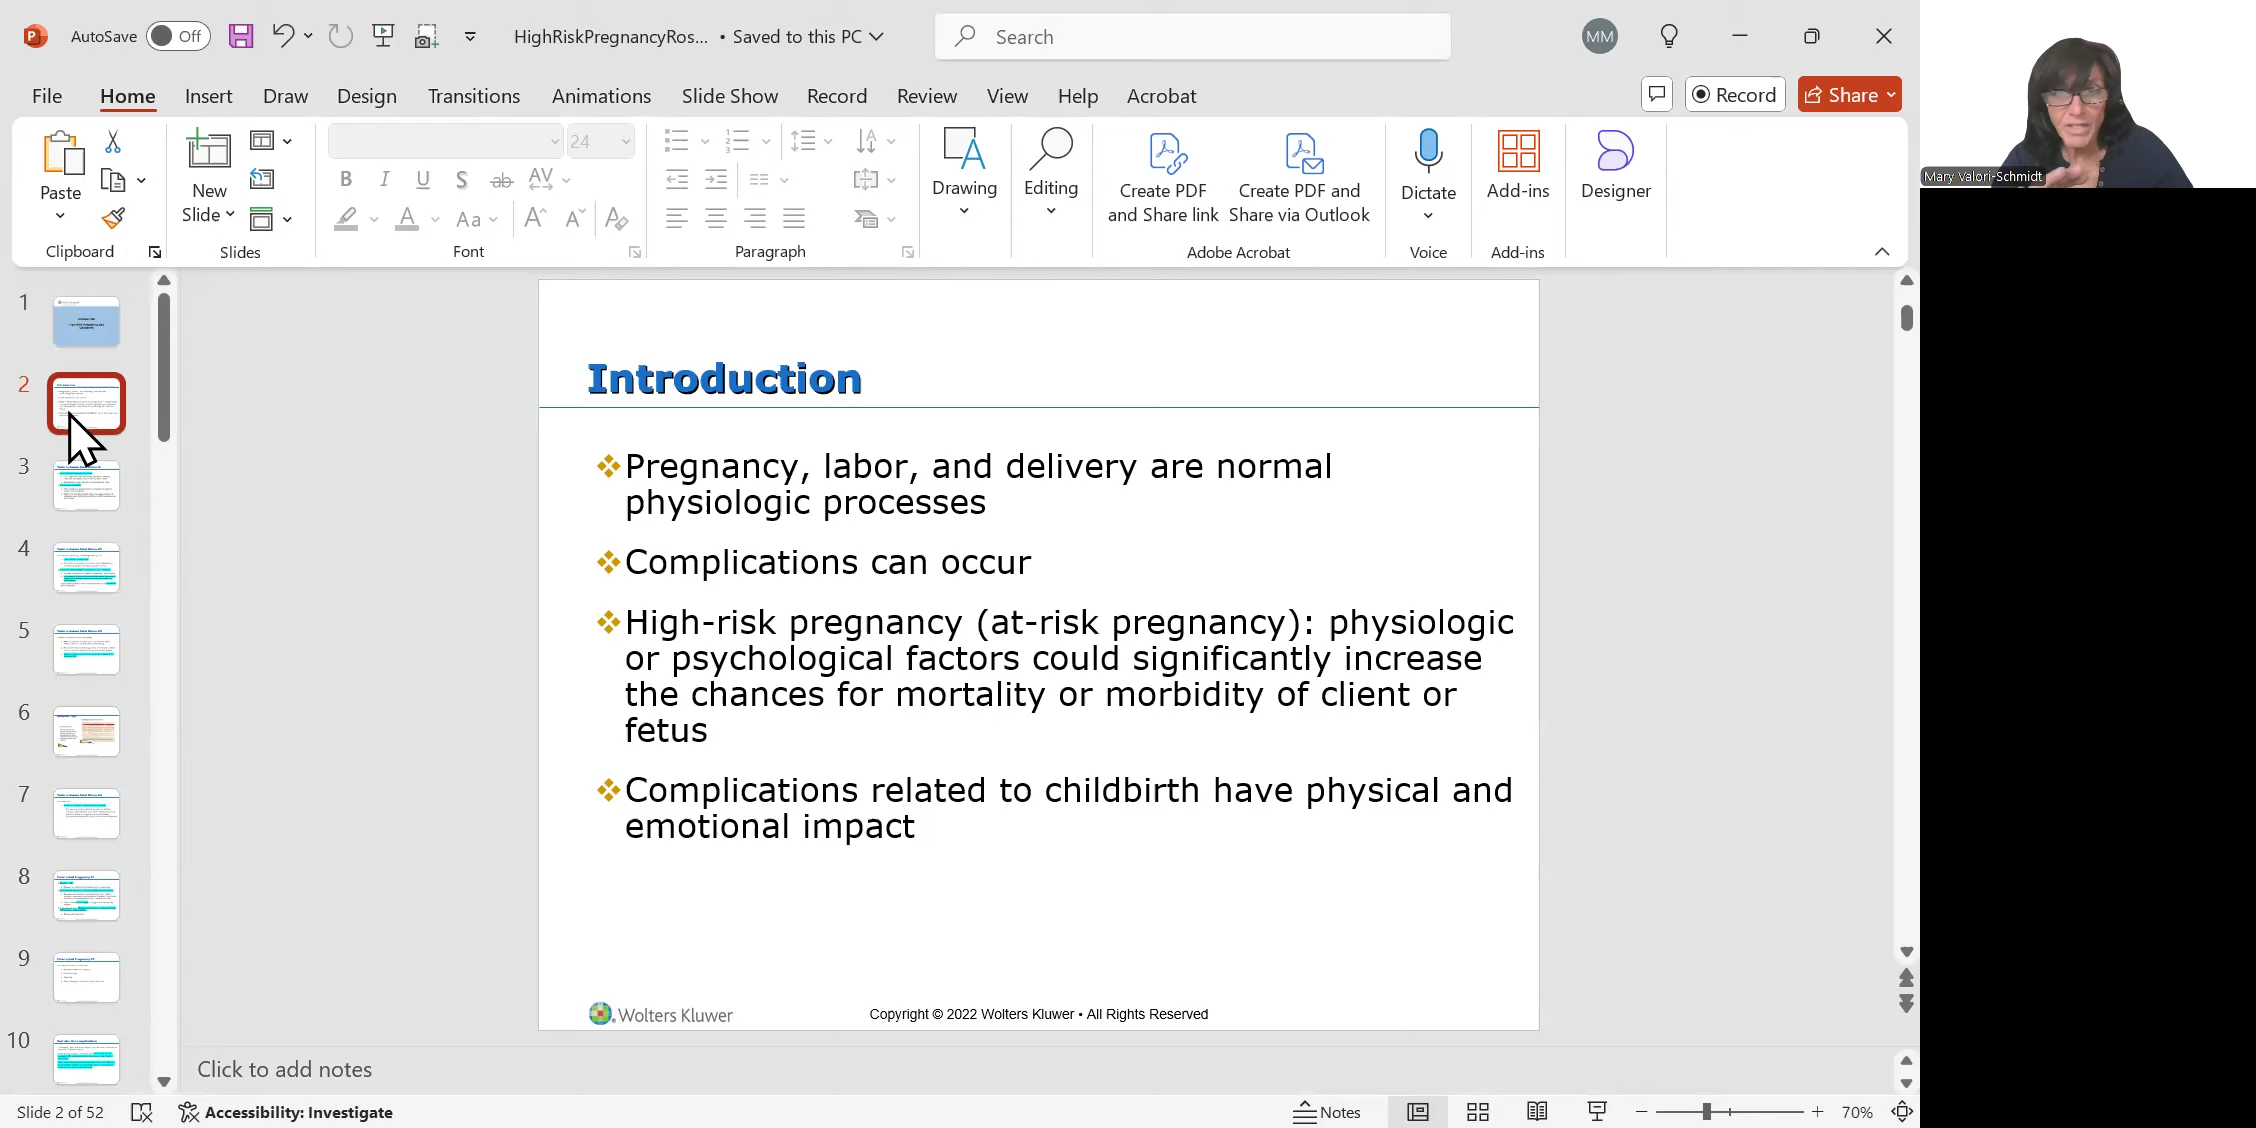 AutoSave Off HighRiskPregnancyRos... • Saved to this PC Search MM
File Home Insert Draw Design Transitions Animations Slide Show Record Review View Help Acrobat Record Share
Paste
New
Slide
24
B I U S ab AV
A Aa A A A
Drawing
Editing
Create PDF
and Share link
Create PDF and
Share via Outlook
Dictate
Add-ins
Designer
Clipboard Slides Font Paragraph Adobe Acrobat Voice Add-ins
Mary Valori-Schmidt
1
2
3
4
5
6
7
8
9
10
Introduction
Pregnancy, labor, and delivery are normal
physiologic processes
Complications can occur
High-risk pregnancy (at-risk pregnancy): physiologic
or psychological factors could significantly increase
the chances for mortality or morbidity of client or
fetus
Complications related to childbirth have physical and
emotional impact
Wolters Kluwer
Copyright © 2022 Wolters Kluwer • All Rights Reserved
Click to add notes
Slide 2 of 52 Accessibility: Investigate Notes 70%